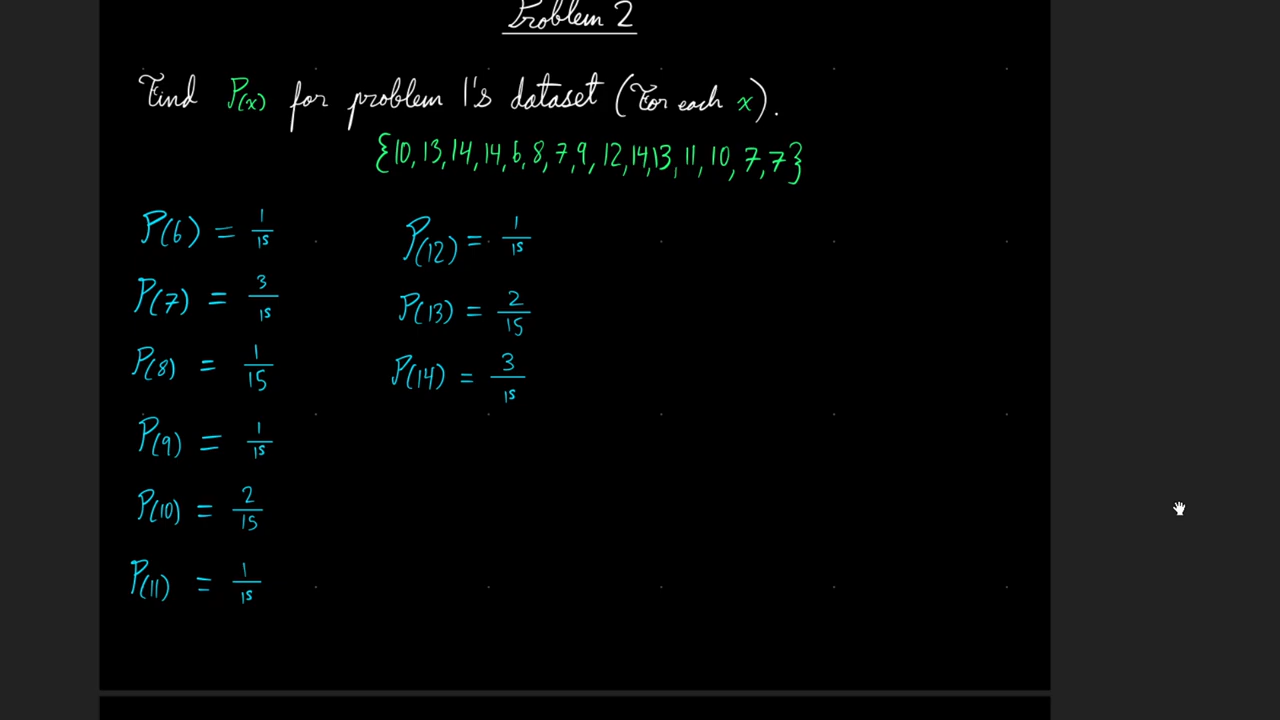 Problem 2
Find P(x) for problem 1's dataset (For each x).
{10, 13, 14, 14, 6, 8, 7, 9, 12, 14, 13, 11, 10, 7, 7}
P(6) = 1/15
P(7) = 3/15
P(8) = 1/15
P(9) = 1/15
P(10) = 2/15
P(11) = 1/15
P(12) = 1/15
P(13) = 2/15
P(14) = 3/15